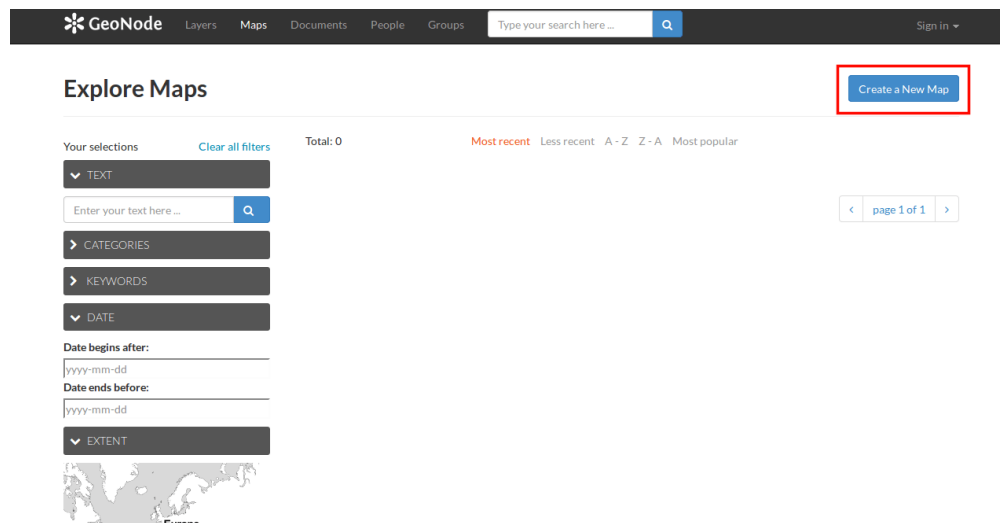 GeoNode Layers Maps Documents People Groups Type your search here ... Sign in
Explore Maps Create a New Map
Your selections Clear all filters Total: 0 Most recent Less recent A - Z Z - A Most popular
TEXT
Enter your text here ... < page 1 of 1 >
CATEGORIES
KEYWORDS
DATE
Date begins after:
yyyy-mm-dd
Date ends before:
yyyy-mm-dd
EXTENT
Europe